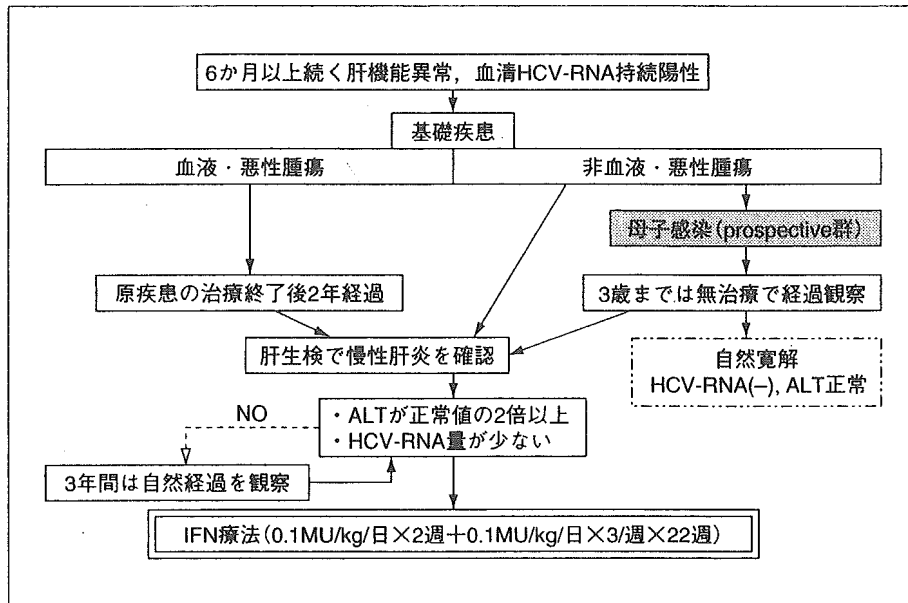 6か月以上続く肝機能異常，血清HCV-RNA持続陽性
基礎疾患
血液・悪性腫瘍
非血液・悪性腫瘍
母子感染(prospective群)
原疾患の治療終了後2年経過
3歳までは無治療で経過観察
肝生検で慢性肝炎を確認
自然寛解
HCV-RNA(−), ALT正常
NO
・ALTが正常値の2倍以上
・HCV-RNA量が少ない
3年間は自然経過を観察
IFN療法(0.1MU/kg/日×2週＋0.1MU/kg/日×3/週×22週)